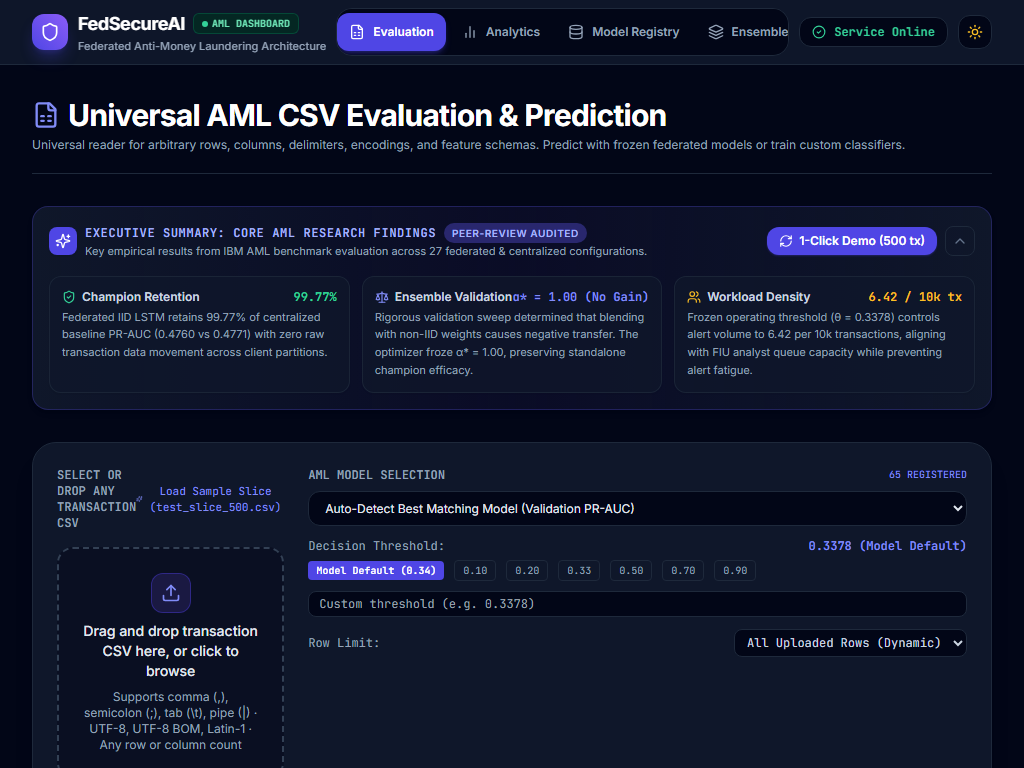 FedSecureAI
AML DASHBOARD
Federated Anti-Money Laundering Architecture
Evaluation
Analytics
Model Registry
Ensemble
Service Online
Universal AML CSV Evaluation & Prediction
Universal reader for arbitrary rows, columns, delimiters, encodings, and feature schemas. Predict with frozen federated models or train custom classifiers.
EXECUTIVE SUMMARY: CORE AML RESEARCH FINDINGS
PEER-REVIEW AUDITED
Key empirical results from IBM AML benchmark evaluation across 27 federated & centralized configurations.
1-Click Demo (500 tx)
Champion Retention
99.77%
Federated IID LSTM retains 99.77% of centralized
baseline PR-AUC (0.4760 vs 0.4771) with zero raw
transaction data movement across client partitions.
Ensemble Validation
α* = 1.00 (No Gain)
Rigorous validation sweep determined that blending
with non-IID weights causes negative transfer. The
optimizer froze α* = 1.00, preserving standalone
champion efficacy.
Workload Density
6.42 / 10k tx
Frozen operating threshold (θ = 0.3378) controls
alert volume to 6.42 per 10k transactions, aligning
with FIU analyst queue capacity while preventing
alert fatigue.
SELECT OR
DROP ANY
TRANSACTION
CSV
Load Sample Slice
(test_slice_500.csv)
Drag and drop transaction
CSV here, or click to
browse
Supports comma (,),
semicolon (;), tab (\t), pipe (|) ·
UTF-8, UTF-8 BOM, Latin-1 ·
Any row or column count
AML MODEL SELECTION
65 REGISTERED
Auto-Detect Best Matching Model (Validation PR-AUC)
Decision Threshold:
0.3378 (Model Default)
Model Default (0.34)
0.10
0.20
0.33
0.50
0.70
0.90
Custom threshold (e.g. 0.3378)
Row Limit:
All Uploaded Rows (Dynamic)